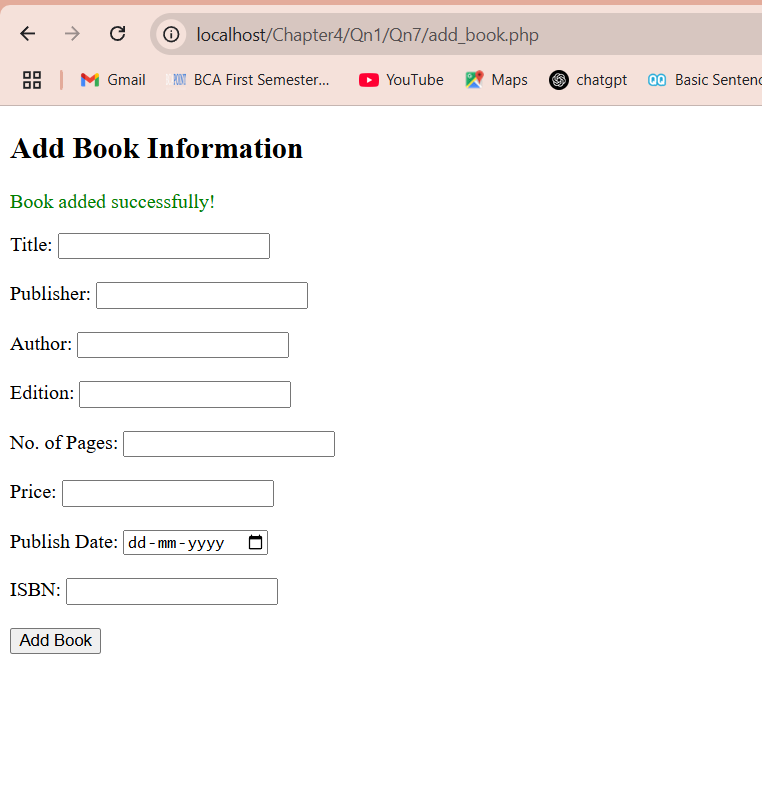 localhost/Chapter4/Qn1/Qn7/add_book.php
Gmail BCA First Semester... YouTube Maps chatgpt Basic Senten
Add Book Information
Book added successfully!
Title:
Publisher:
Author:
Edition:
No. of Pages:
Price:
Publish Date: dd-mm-yyyy
ISBN:
Add Book